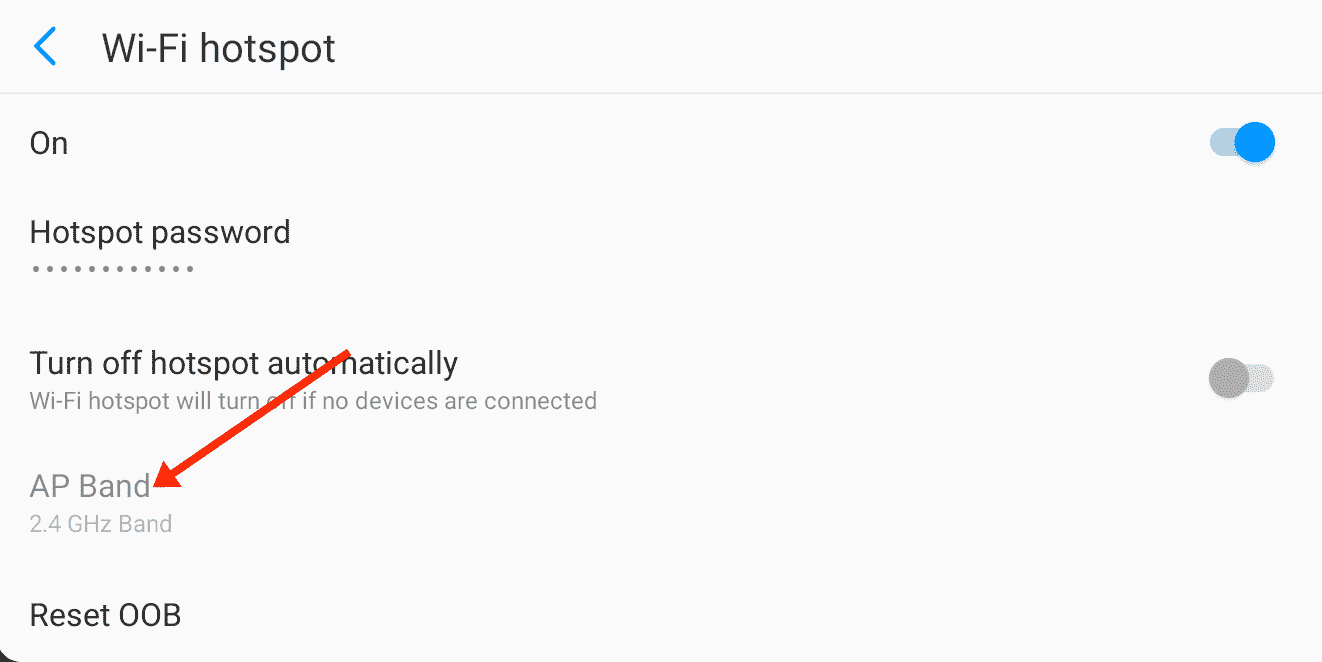 Wi-Fi hotspot
On
Hotspot password
••••••••••••
Turn off hotspot automatically
Wi-Fi hotspot will turn off if no devices are connected
AP Band
2.4 GHz Band
Reset OOB